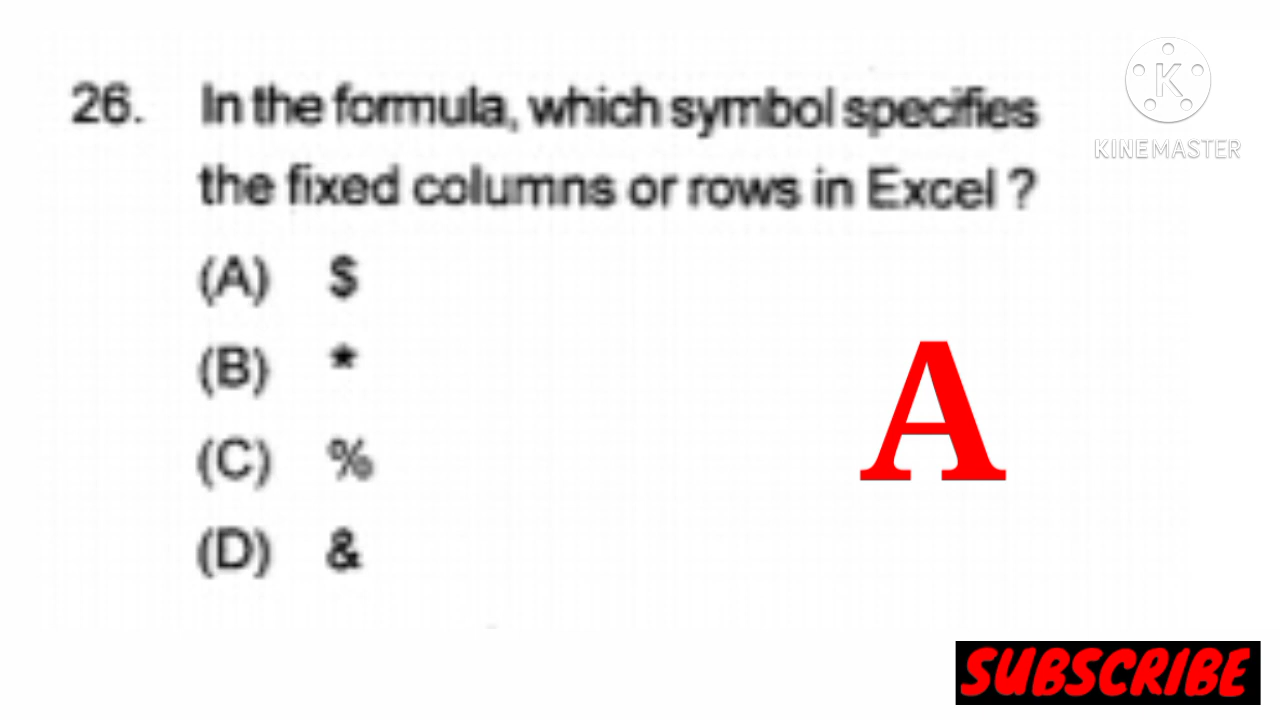 26. In the formula, which symbol specifies
the fixed columns or rows in Excel ?
(A) $
(B) *
(C) %
(D) &
A
K
KINEMASTER
SUBSCRIBE